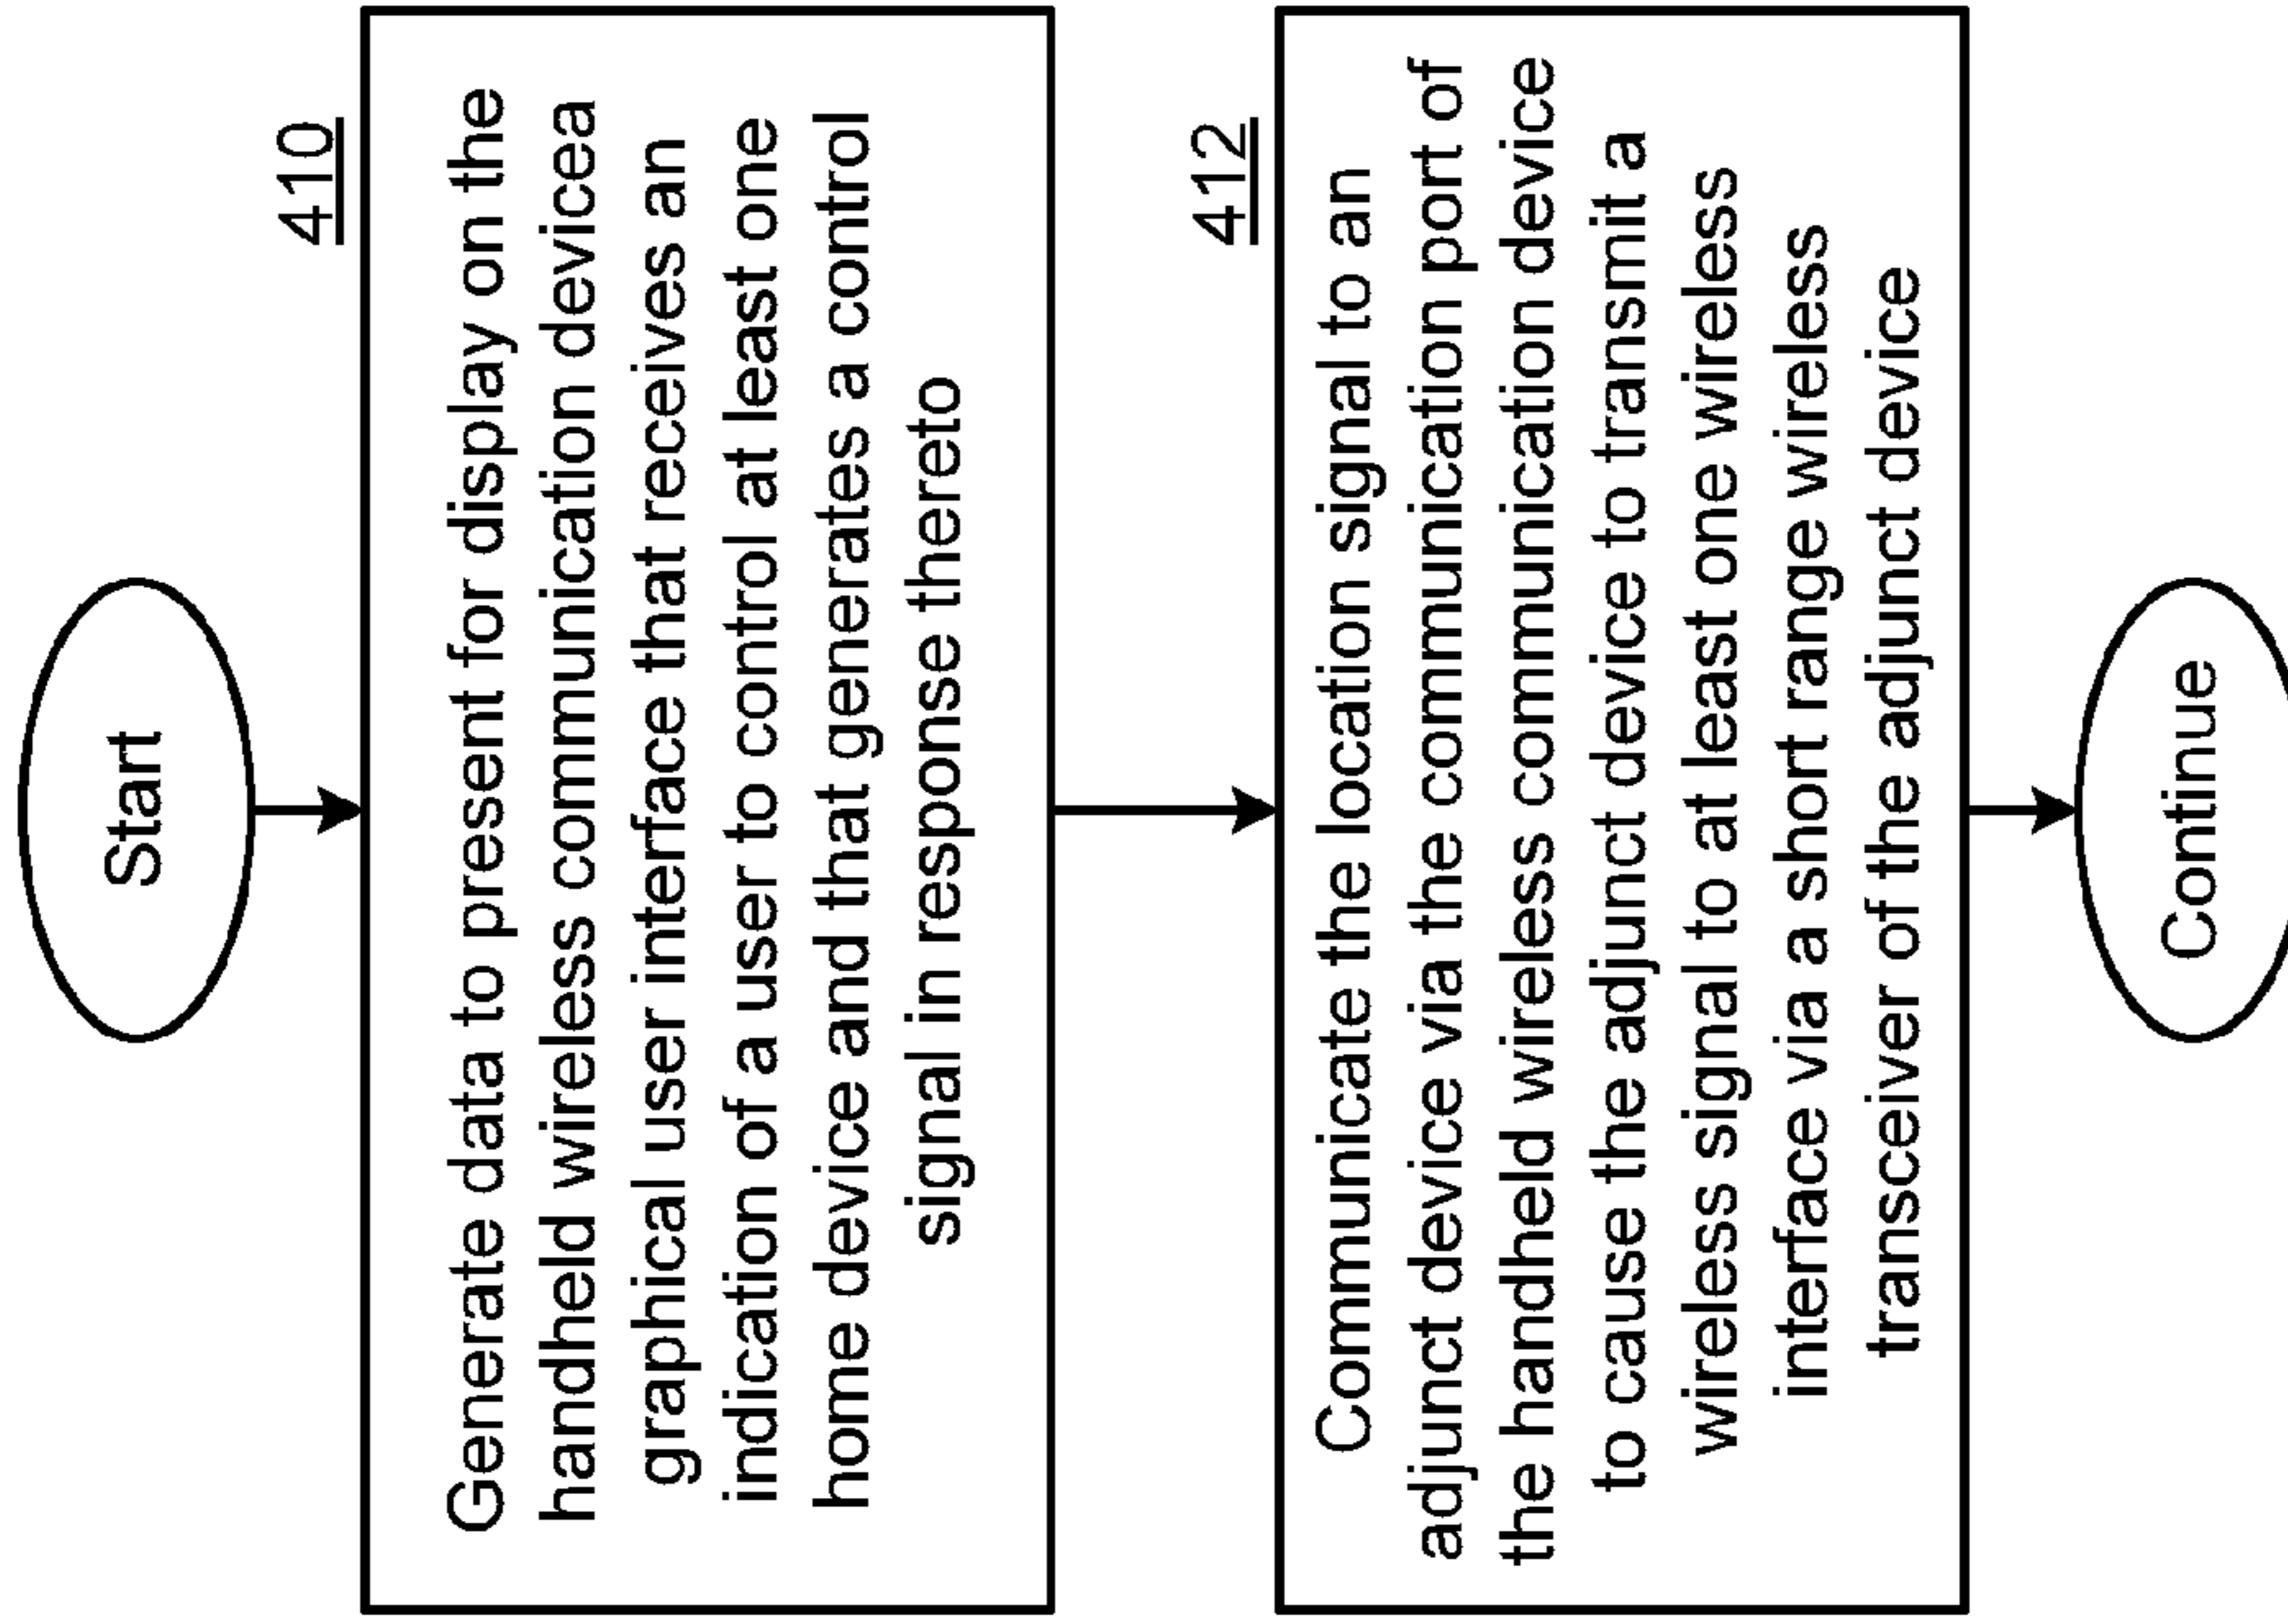 Start
410
Generate data to present for display on the
handheld wireless communication devicea
graphical user interface that receives an
indication of a user to control at least one
home device and that generates a control
signal in response thereto
412
Communicate the location signal to an
adjunct device via the communication port of
the handheld wireless communication device
to cause the adjunct device to transmit a
wireless signal to at least one wireless
interface via a short range wireless
transceiver of the adjunct device
Continue